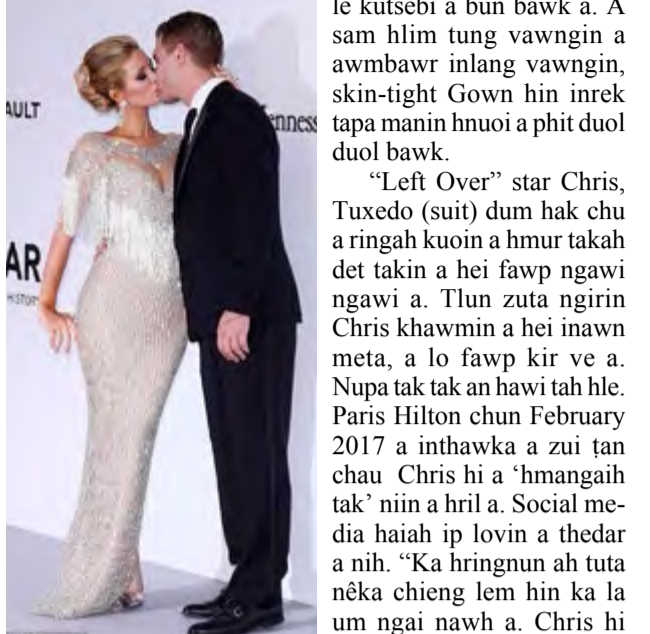 AULT
enness
AR
HISTOR
le kutsebi a bun bawk a. A
sam hlim tung vawngin a
awmbawr inlang vawngin,
skin-tight Gown hin inrek
tapa manin hnuoi a phit duol
duol bawk.
“Left Over” star Chris,
Tuxedo (suit) dum hak chu
a ringah kuoin a hmur takah
det takin a hei fawp ngawi
ngawi a. Tlun zuta ngirin
Chris khawmin a hei inawn
meta, a lo fawp kir ve a.
Nupa tak tak an hawi tah hle.
Paris Hilton chun February
2017 a inthawka a zui ṭan
chau Chris hi a ‘hmangaih
tak’ niin a hril a. Social me-
dia haiah ip lovin a thedar
a nih. “Ka hringnun ah tuta
nêka chieng lem hin ka la
um ngai nawh a. Chris hi